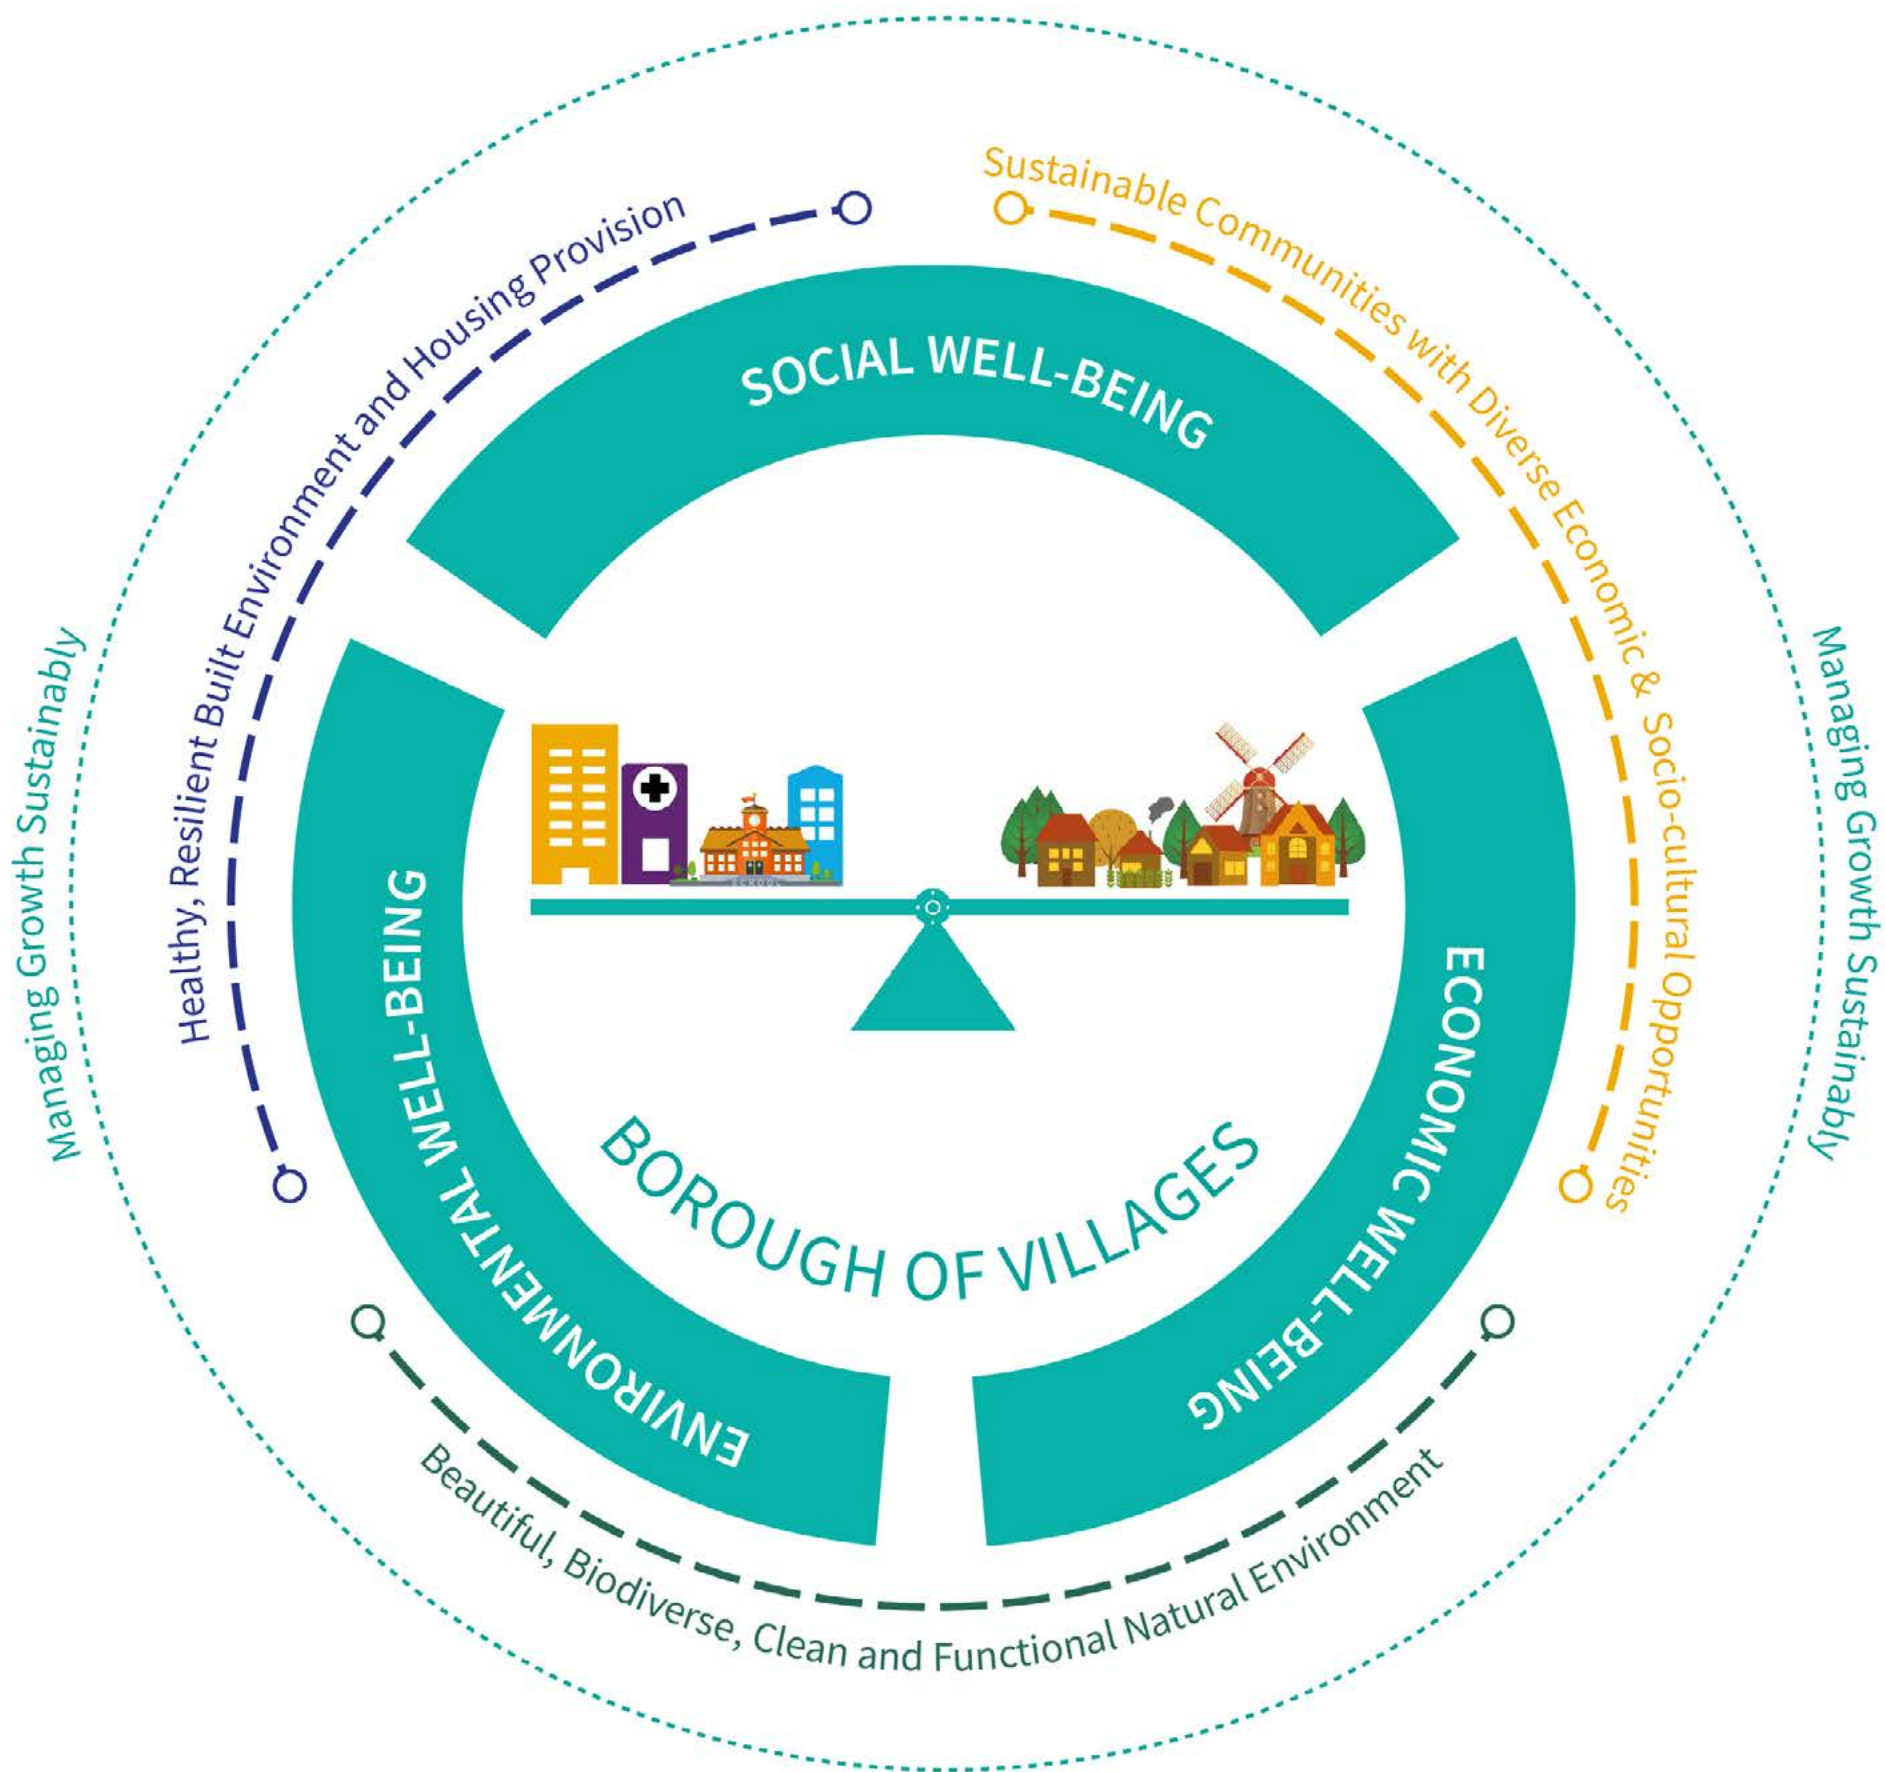 Managing Growth Sustainably
Healthy, Resilient Built Environment and Housing Provision
Sustainable Communities with Diverse Economic & Socio-cultural Opportunities
SOCIAL WELL-BEING
ENVIRONMENTAL WELL-BEING
ECONOMIC WELL-BEING
SCHOOL
BOROUGH OF VILLAGES
Beautiful, Biodiverse, Clean and Functional Natural Environment
Managing Growth Sustainably